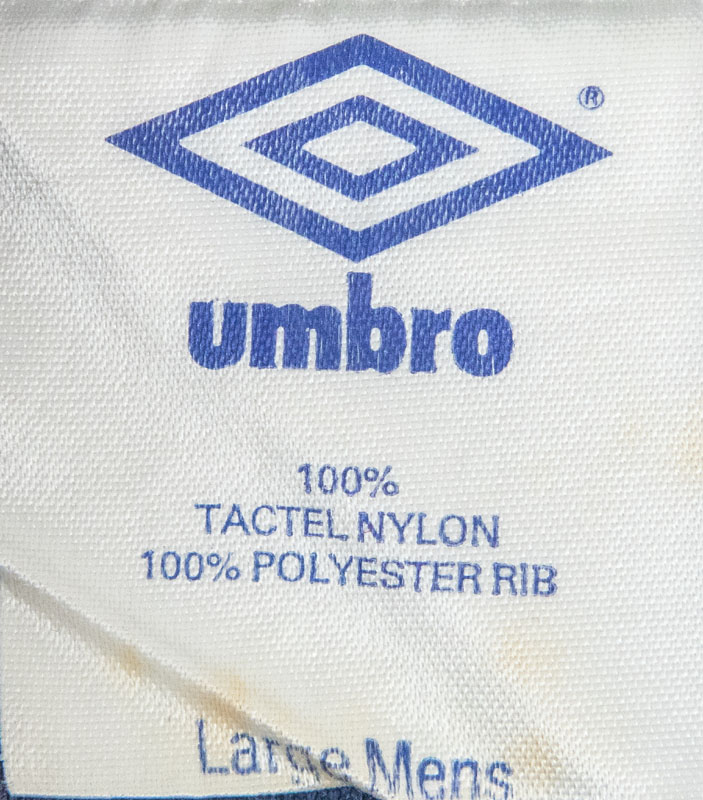 ®
umbro
100%
TACTEL NYLON
100% POLYESTER RIB
Large Mens